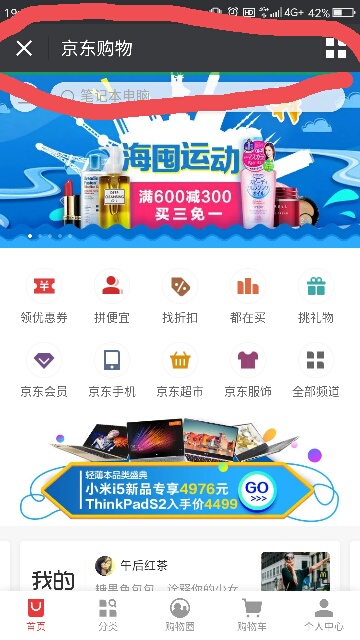 19:
4G+ 42%
HD 4G
京东购物
笔记本电脑
海囤运动
满600减300
买三免一
领优惠券 拼便宜 找折扣 都在买 挑礼物
京东会员 京东手机 京东超市 京东服饰 全部频道
轻薄本品类盛典
小米i5新品专享4976元
ThinkPadS2入手价4499
GO
>>>
我的
午后红茶
糖果色包包，诠释你的少女
首页 分类 购物圈 购物车 个人中心